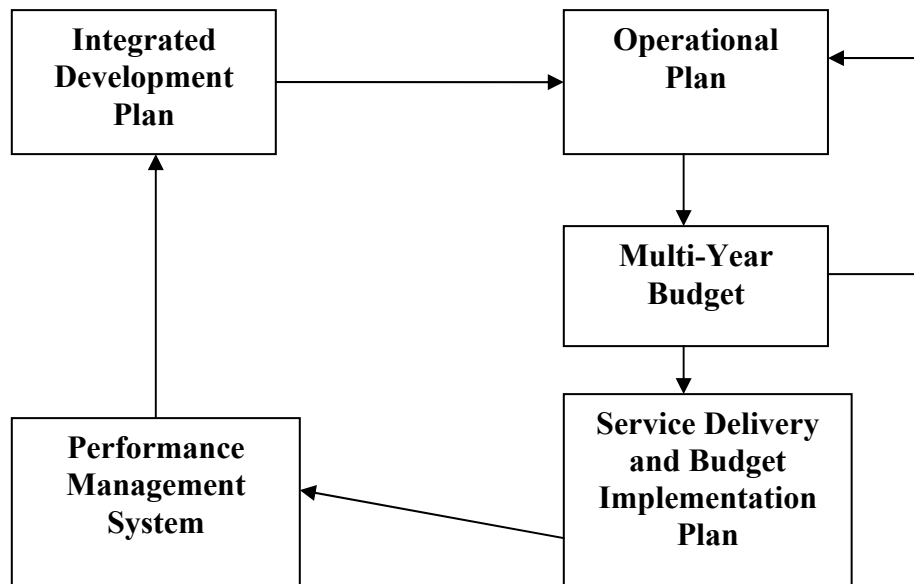 Integrated
Development
Plan
Operational
Plan
Multi-Year
Budget
Service Delivery
and Budget
Implementation
Plan
Performance
Management
System